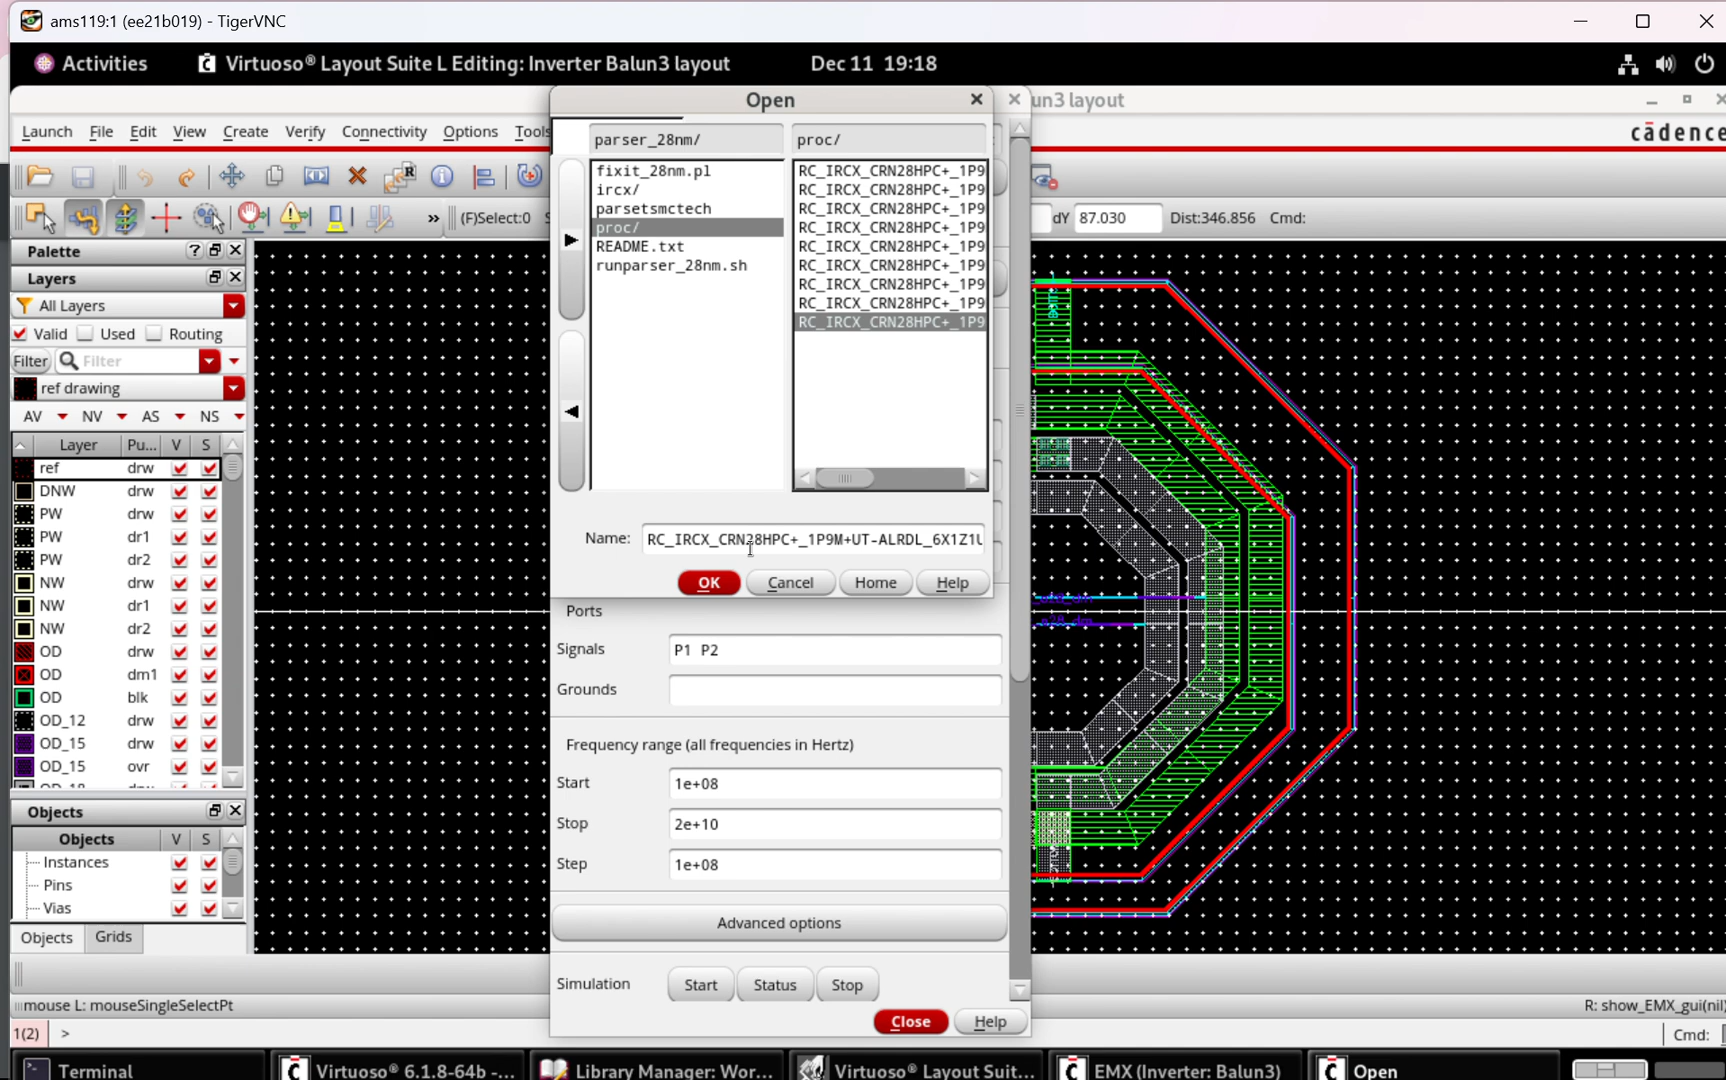 ams119:1 (ee21b019) - TigerVNC
Activities
Virtuoso® Layout Suite L Editing: Inverter Balun3 layout
Dec 11 19:18
Open
un3 layout
Launch File Edit View Create Verify Connectivity Options Tools
cādence
parser_28nm/
proc/
fixit_28nm.pl
ircx/
parsetsmctech
proc/
README.txt
runparser_28nm.sh
RC_IRCX_CRN28HPC+_1P9
RC_IRCX_CRN28HPC+_1P9
RC_IRCX_CRN28HPC+_1P9
RC_IRCX_CRN28HPC+_1P9
RC_IRCX_CRN28HPC+_1P9
RC_IRCX_CRN28HPC+_1P9
RC_IRCX_CRN28HPC+_1P9
RC_IRCX_CRN28HPC+_1P9
RC_IRCX_CRN28HPC+_1P9
» (F)Select:0
dY 87.030 Dist:346.856 Cmd:
Palette
Layers
All Layers
Valid Used Routing
Filter Filter
ref drawing
AV NV AS NS
Layer Pu... V S
ref drw
DNW drw
PW drw
PW dr1
PW dr2
NW drw
NW dr1
NW dr2
OD drw
OD dm1
OD blk
OD_12 drw
OD_15 drw
OD_15 ovr
Objects
Objects V S
Instances
Pins
Vias
Objects Grids
Name: RC_IRCX_CRN28HPC+_1P9M+UT-ALRDL_6X1Z1U
OK Cancel Home Help
Ports
Signals P1 P2
Grounds
Frequency range (all frequencies in Hertz)
Start 1e+08
Stop 2e+10
Step 1e+08
Advanced options
Simulation Start Status Stop
Close Help
mouse L: mouseSingleSelectPt
R: show_EMX_gui(nil)
1(2) >
Cmd:
Terminal
Virtuoso® 6.1.8-64b -...
Library Manager: Wor...
Virtuoso® Layout Suit...
EMX (Inverter: Balun3)
Open